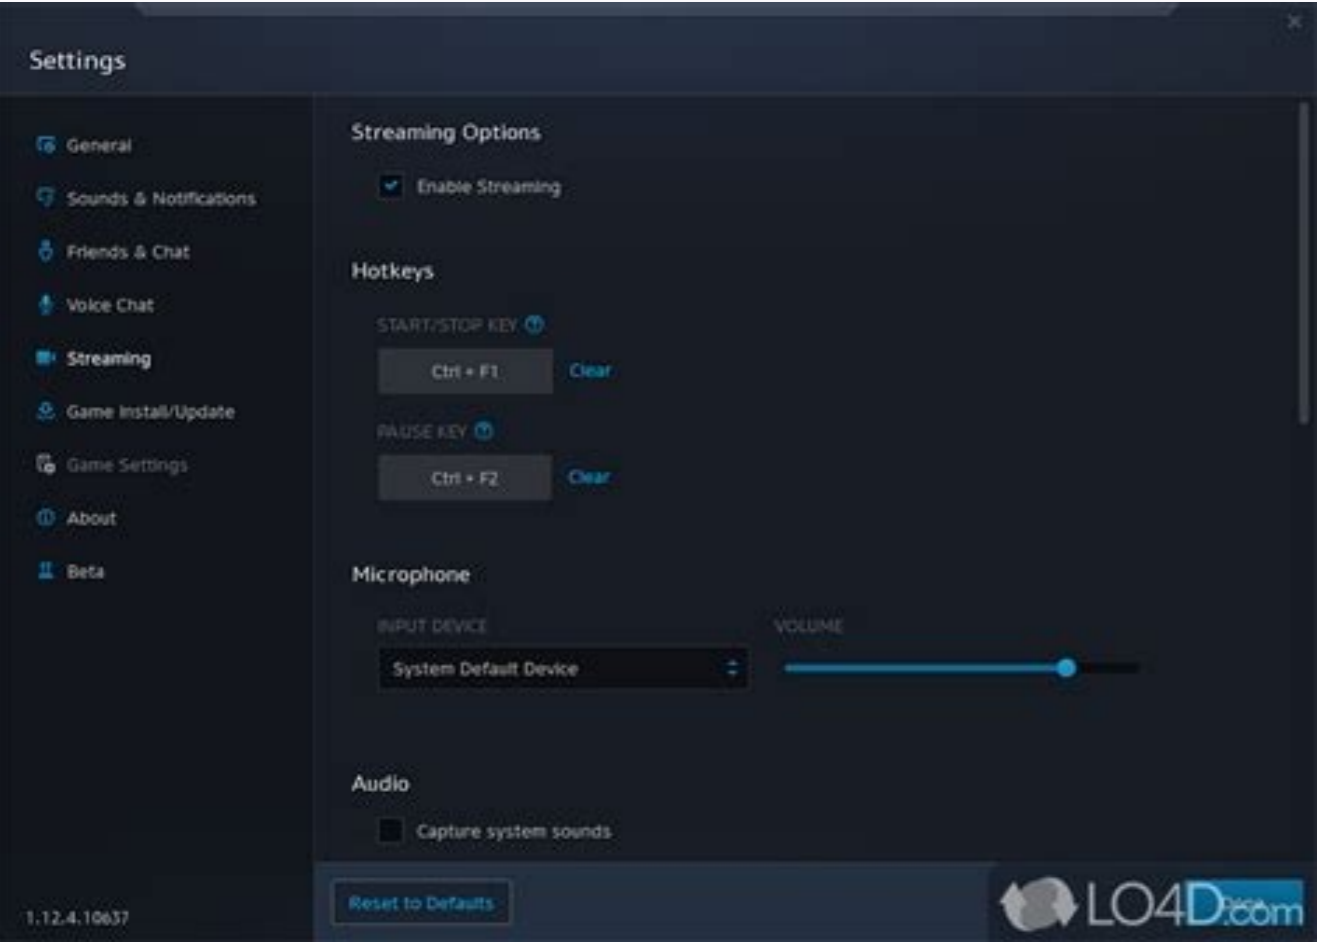 Settings
General
Sounds & Notifications
Friends & Chat
Voice Chat
Streaming
Game Install/Update
Game Settings
About
Beta
1.12.4.10637
Streaming Options
Enable Streaming
Hotkeys
START/STOP KEY
Ctrl + F1
Clear
PAUSE KEY
Ctrl + F2
Clear
Microphone
INPUT DEVICE
VOLUME
System Default Device
Audio
Capture system sounds
Reset to Defaults
LO4D.com